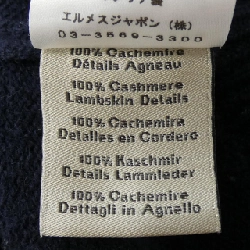 エルメスジャポン（株）
03-3569-3300
100% Cachemire
Détails Agneau
100% Cashmere
Lambskin Details
100% Cachemira
Detalles en Cordero
100% Kaschmir
Details Lammleder
100% Cachemire
Dettagli in Agnello